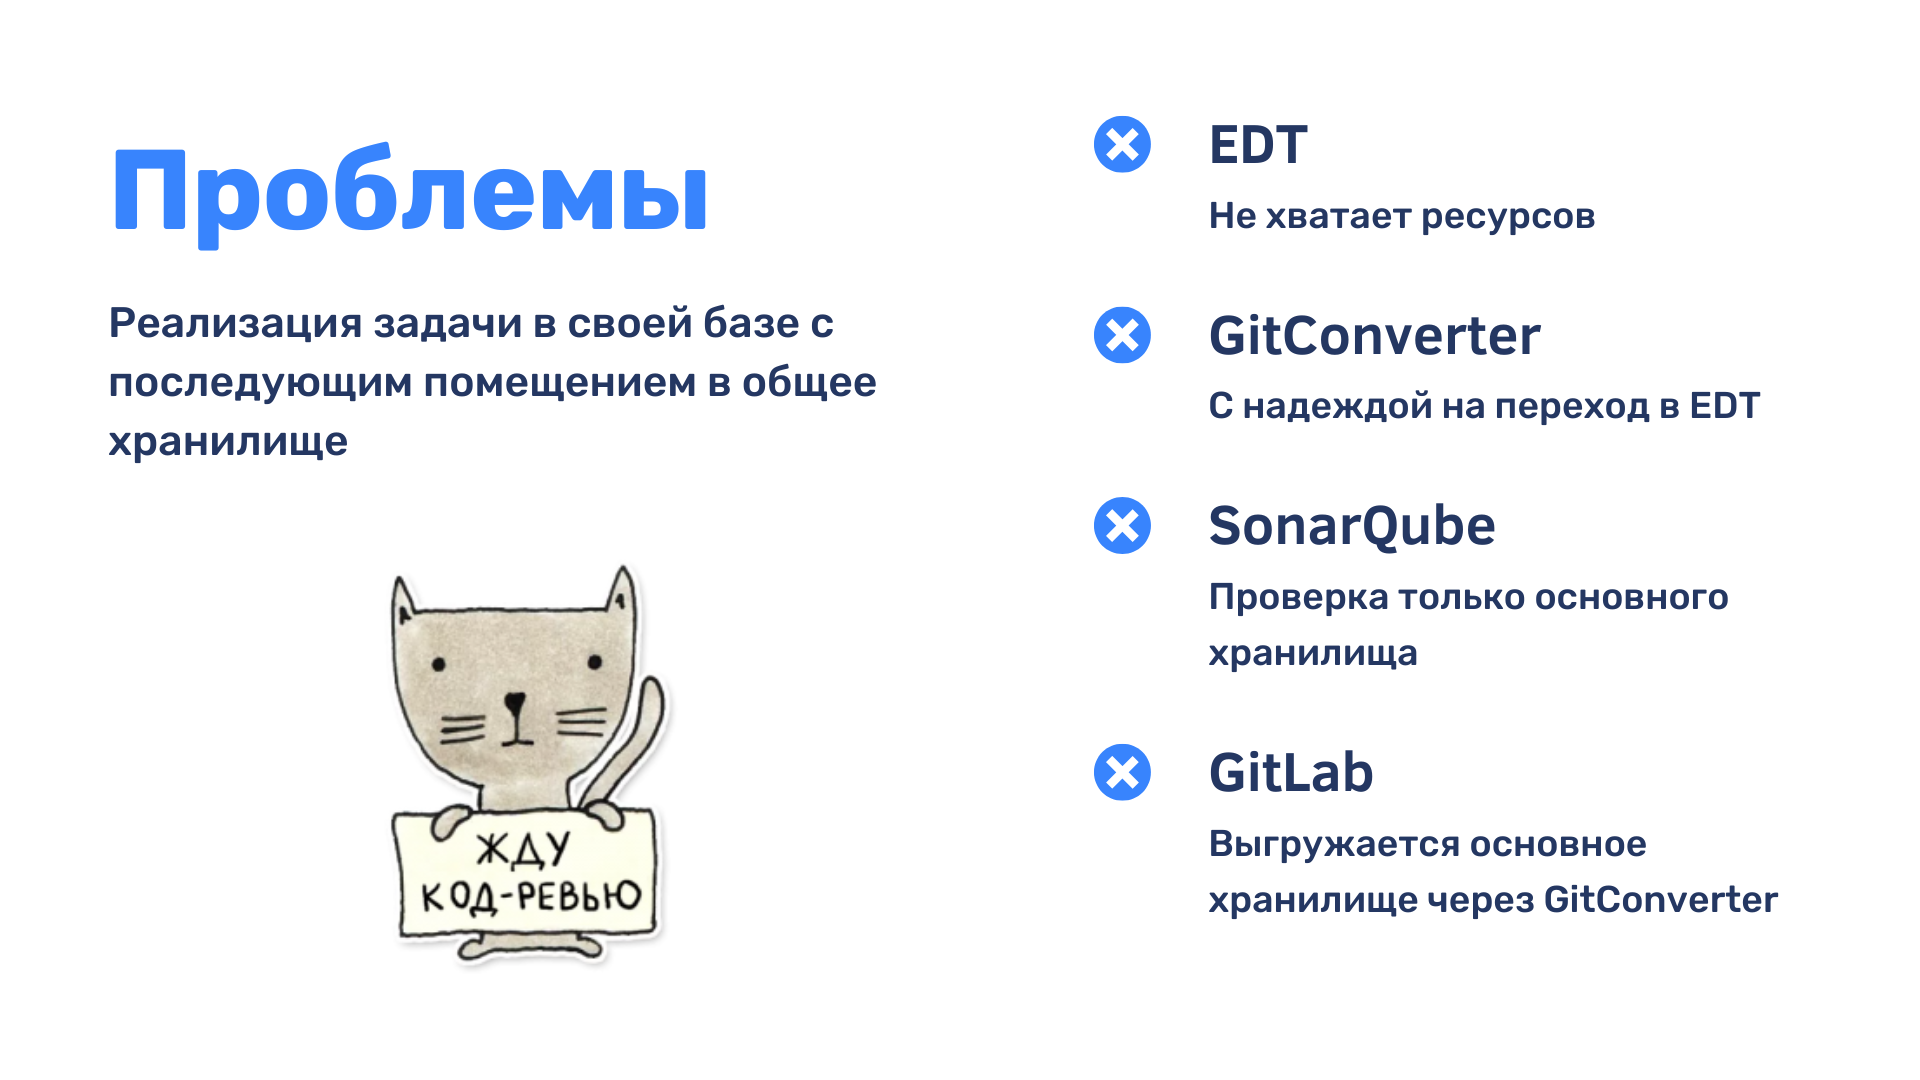 Проблемы
Реализация задачи в своей базе с
последующим помещением в общее
хранилище
ЖДУ
КОД-РЕВЬЮ
EDT
Не хватает ресурсов
GitConverter
С надеждой на переход в EDT
SonarQube
Проверка только основного
хранилища
GitLab
Выгружается основное
хранилище через GitConverter